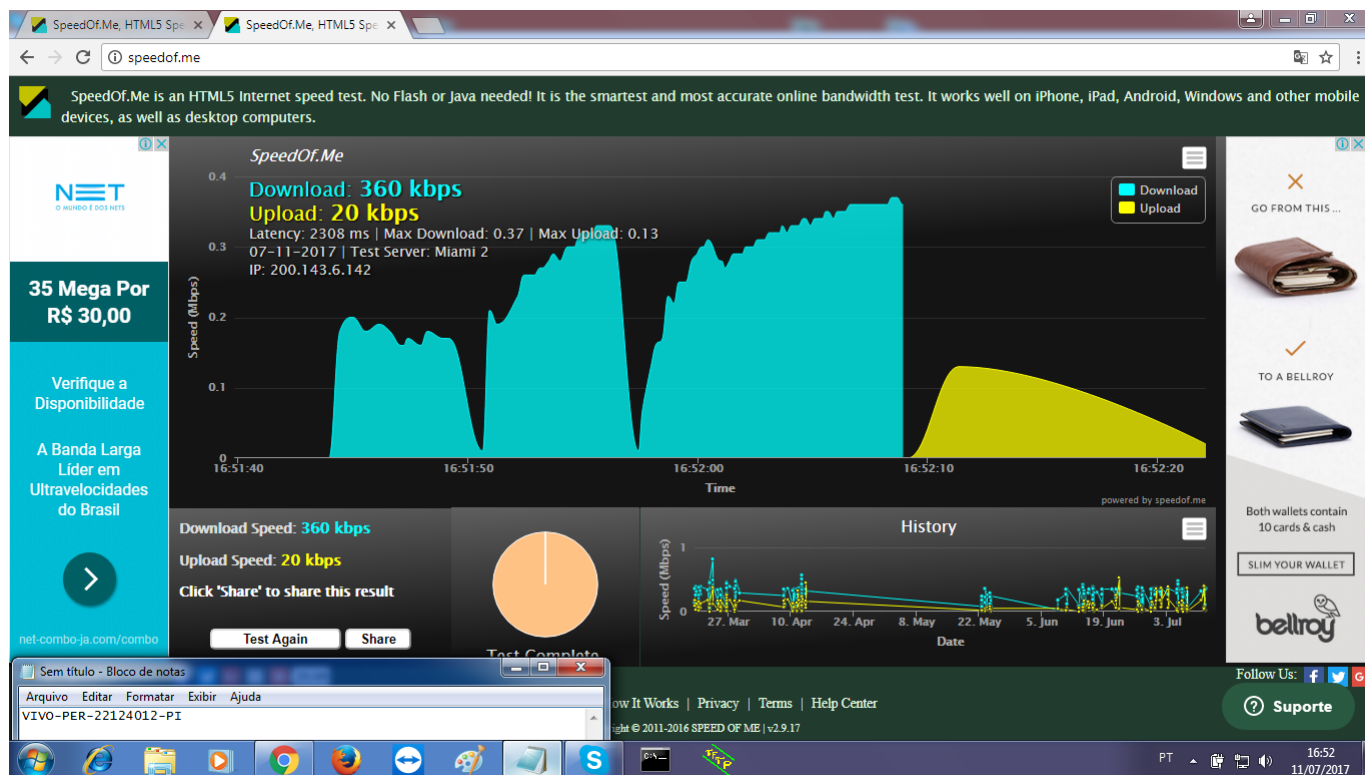 SpeedOf.Me, HTML5 Spe
SpeedOf.Me, HTML5 Spe
speedof.me
SpeedOf.Me is an HTML5 Internet speed test. No Flash or Java needed! It is the smartest and most accurate online bandwidth test. It works well on iPhone, iPad, Android, Windows and other mobile
devices, as well as desktop computers.
NET
O MUNDO É DOS NETS
35 Mega Por
R$ 30,00
Verifique a
Disponibilidade
A Banda Larga
Líder em
Ultravelocidades
do Brasil
net-combo-ja.com/combo
SpeedOf.Me
Download: 360 kbps
Upload: 20 kbps
Latency: 2308 ms | Max Download: 0.37 | Max Upload: 0.13
07-11-2017 | Test Server: Miami 2
IP: 200.143.6.142
Download
Upload
Speed (Mbps)
0.4
0.3
0.2
0.1
0
16:51:40 16:51:50 16:52:00 16:52:10 16:52:20
Time
powered by speedof.me
Download Speed: 360 kbps
Upload Speed: 20 kbps
Click 'Share' to share this result
Test Again Share
Test Complete
History
Speed (Mbps)
1
0
27. Mar 10. Apr 24. Apr 8. May 22. May 5. Jun 19. Jun 3. Jul
Date
GO FROM THIS ...
TO A BELLROY
Both wallets contain
10 cards & cash
SLIM YOUR WALLET
bellroy
Follow Us:
ow It Works | Privacy | Terms | Help Center
ight © 2011-2016 SPEED OF ME | v2.9.17
Suporte
Sem título - Bloco de notas
Arquivo Editar Formatar Exibir Ajuda
VIVO-PER-22124012-PI
PT
16:52
11/07/2017